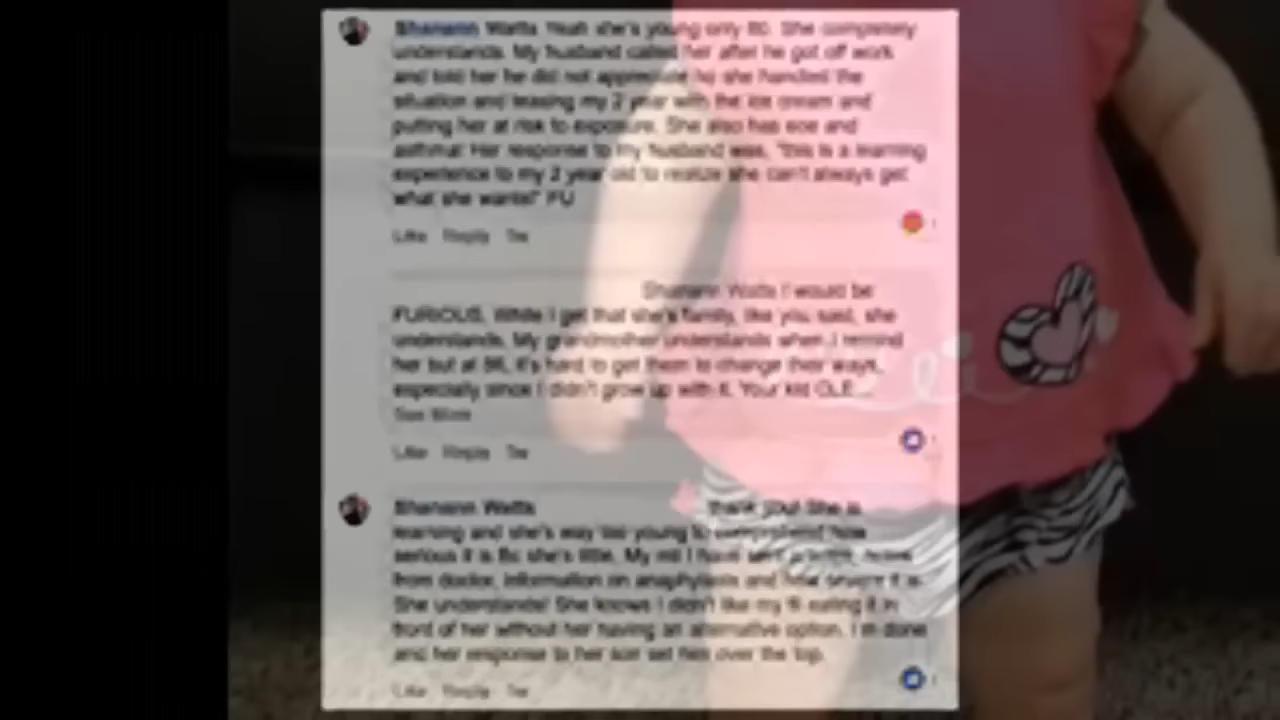 Shanann Watts Yeah she's young only 60. She completely
understands. My husband called her after he got off work
and told her he did not appreciate ho she handled the
situation and teasing my 2 year with the ice cream and
putting her at risk to exposure. She also has eoe and
asthma! Her response to my husband was, "this is a learning
experience to my 2 year old to realize she can't always get
what she wants!" FU
Like Reply
Shanann Watts I would be
FURIOUS. While I get that she's family, like you said, she
understands. My grandmother understands when I remind
her but at 86, it's hard to get them to change their ways,
especially since I didn't grow up with it. Your kid
See More
Like Reply
Shanann Watts thank you! She is
learning and she's way too young to comprehend how
serious it is Bc she's little. My mil I have sent articles, notes
from doctor, information on anaphylaxis and how severe it is
She understands! She knows I didn't like my fil eating it in
front of her without her having an alternative option. I'm done
and her response to her son set me over the top.
Like Reply